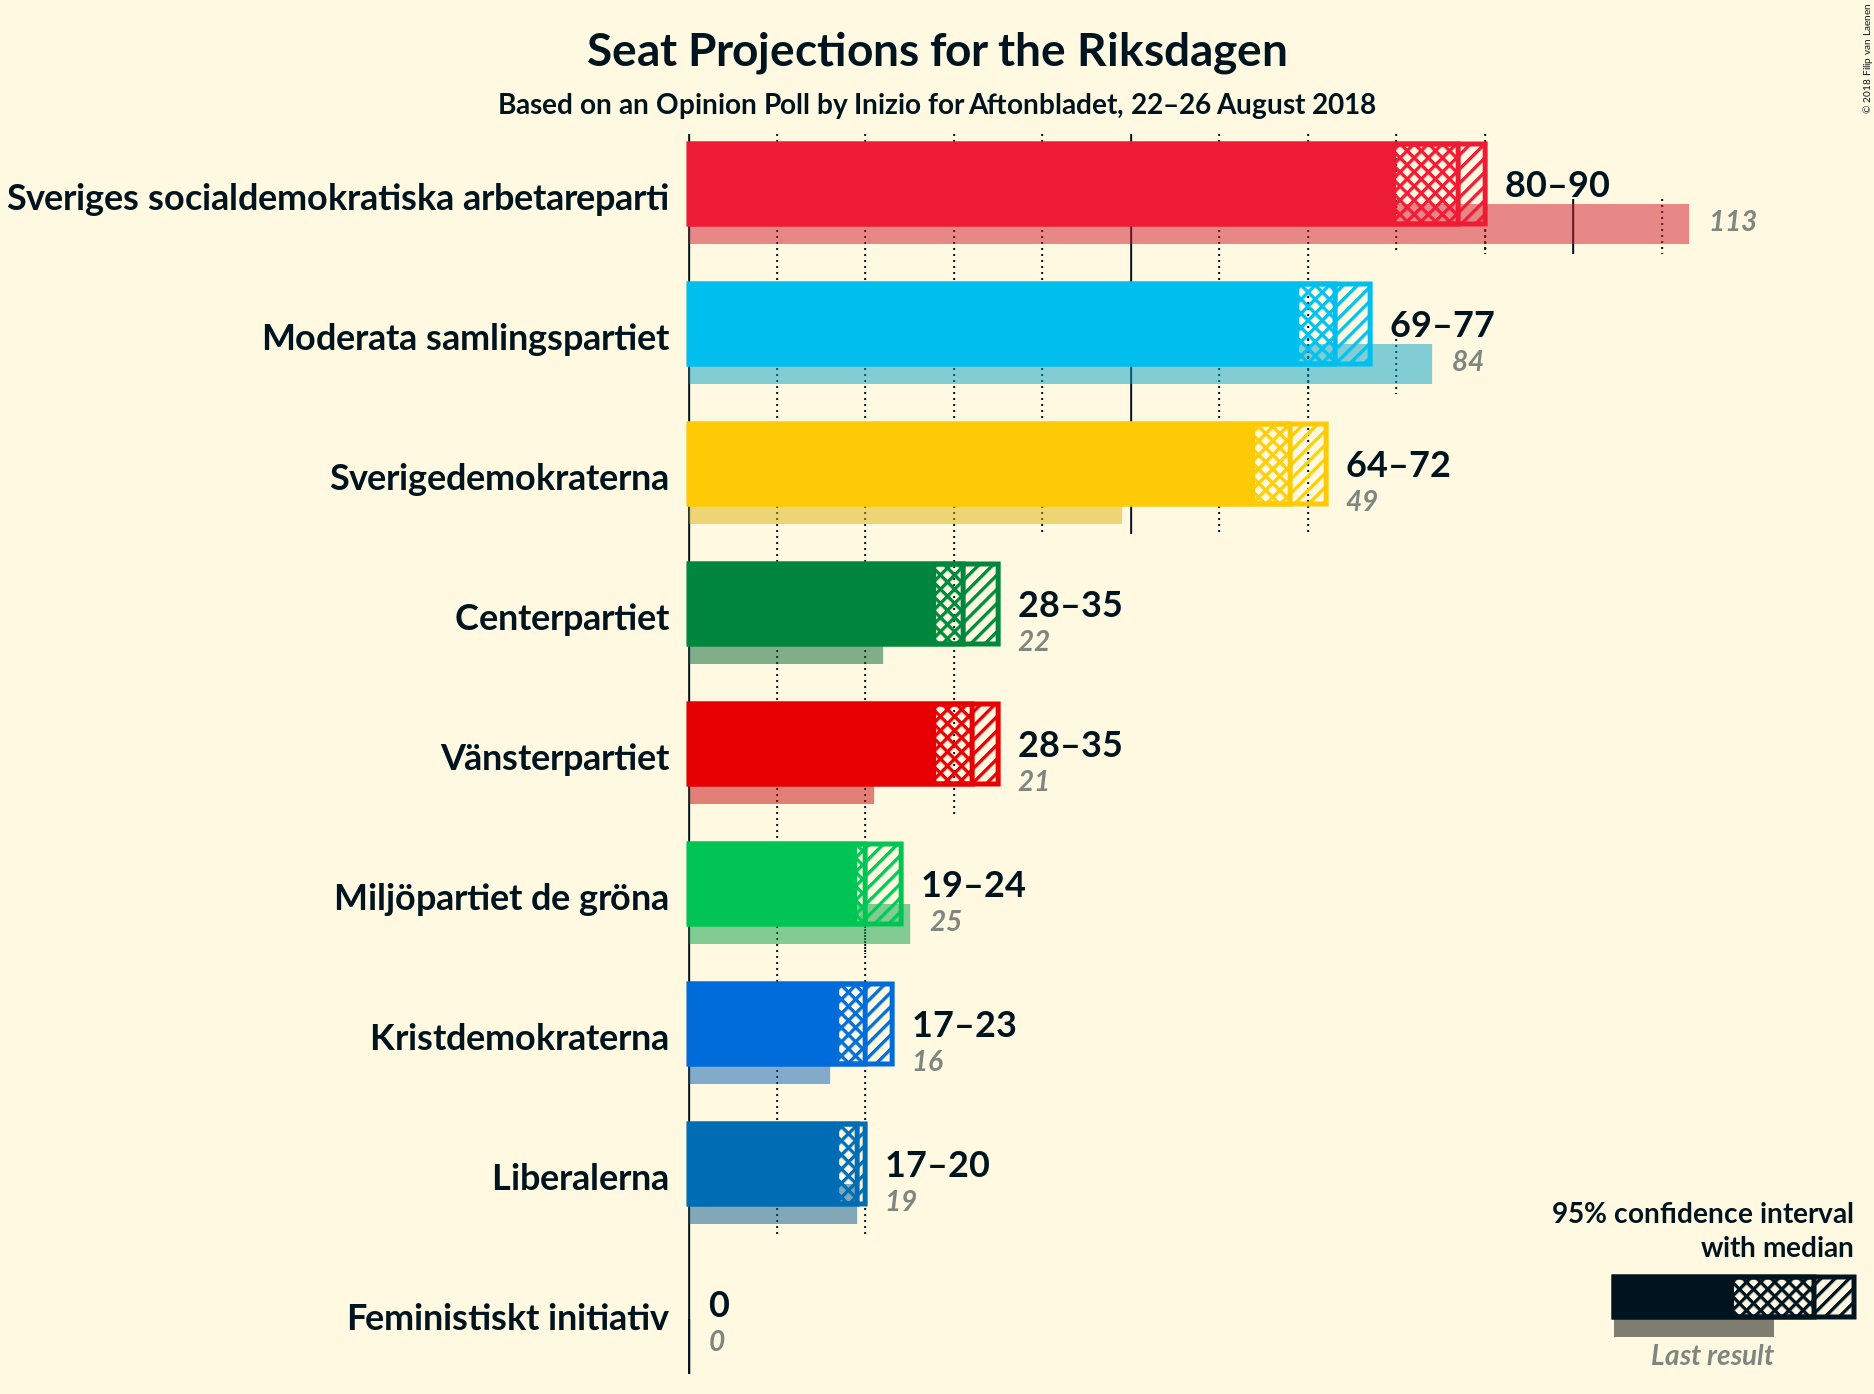 Seat Projections for the Riksdagen
Based on an Opinion Poll by Inizio for Aftonbladet, 22–26 August 2018
© 2018 Filip van Laenen
Sveriges socialdemokratiska arbetareparti
80–90
113
Moderata samlingspartiet
69–77
84
Sverigedemokraterna
64–72
49
Centerpartiet
28–35
22
Vänsterpartiet
28–35
21
Miljöpartiet de gröna
19–24
25
Kristdemokraterna
17–23
16
Liberalerna
17–20
19
Feministiskt initiativ
0
0
95% confidence interval
with median
Last result